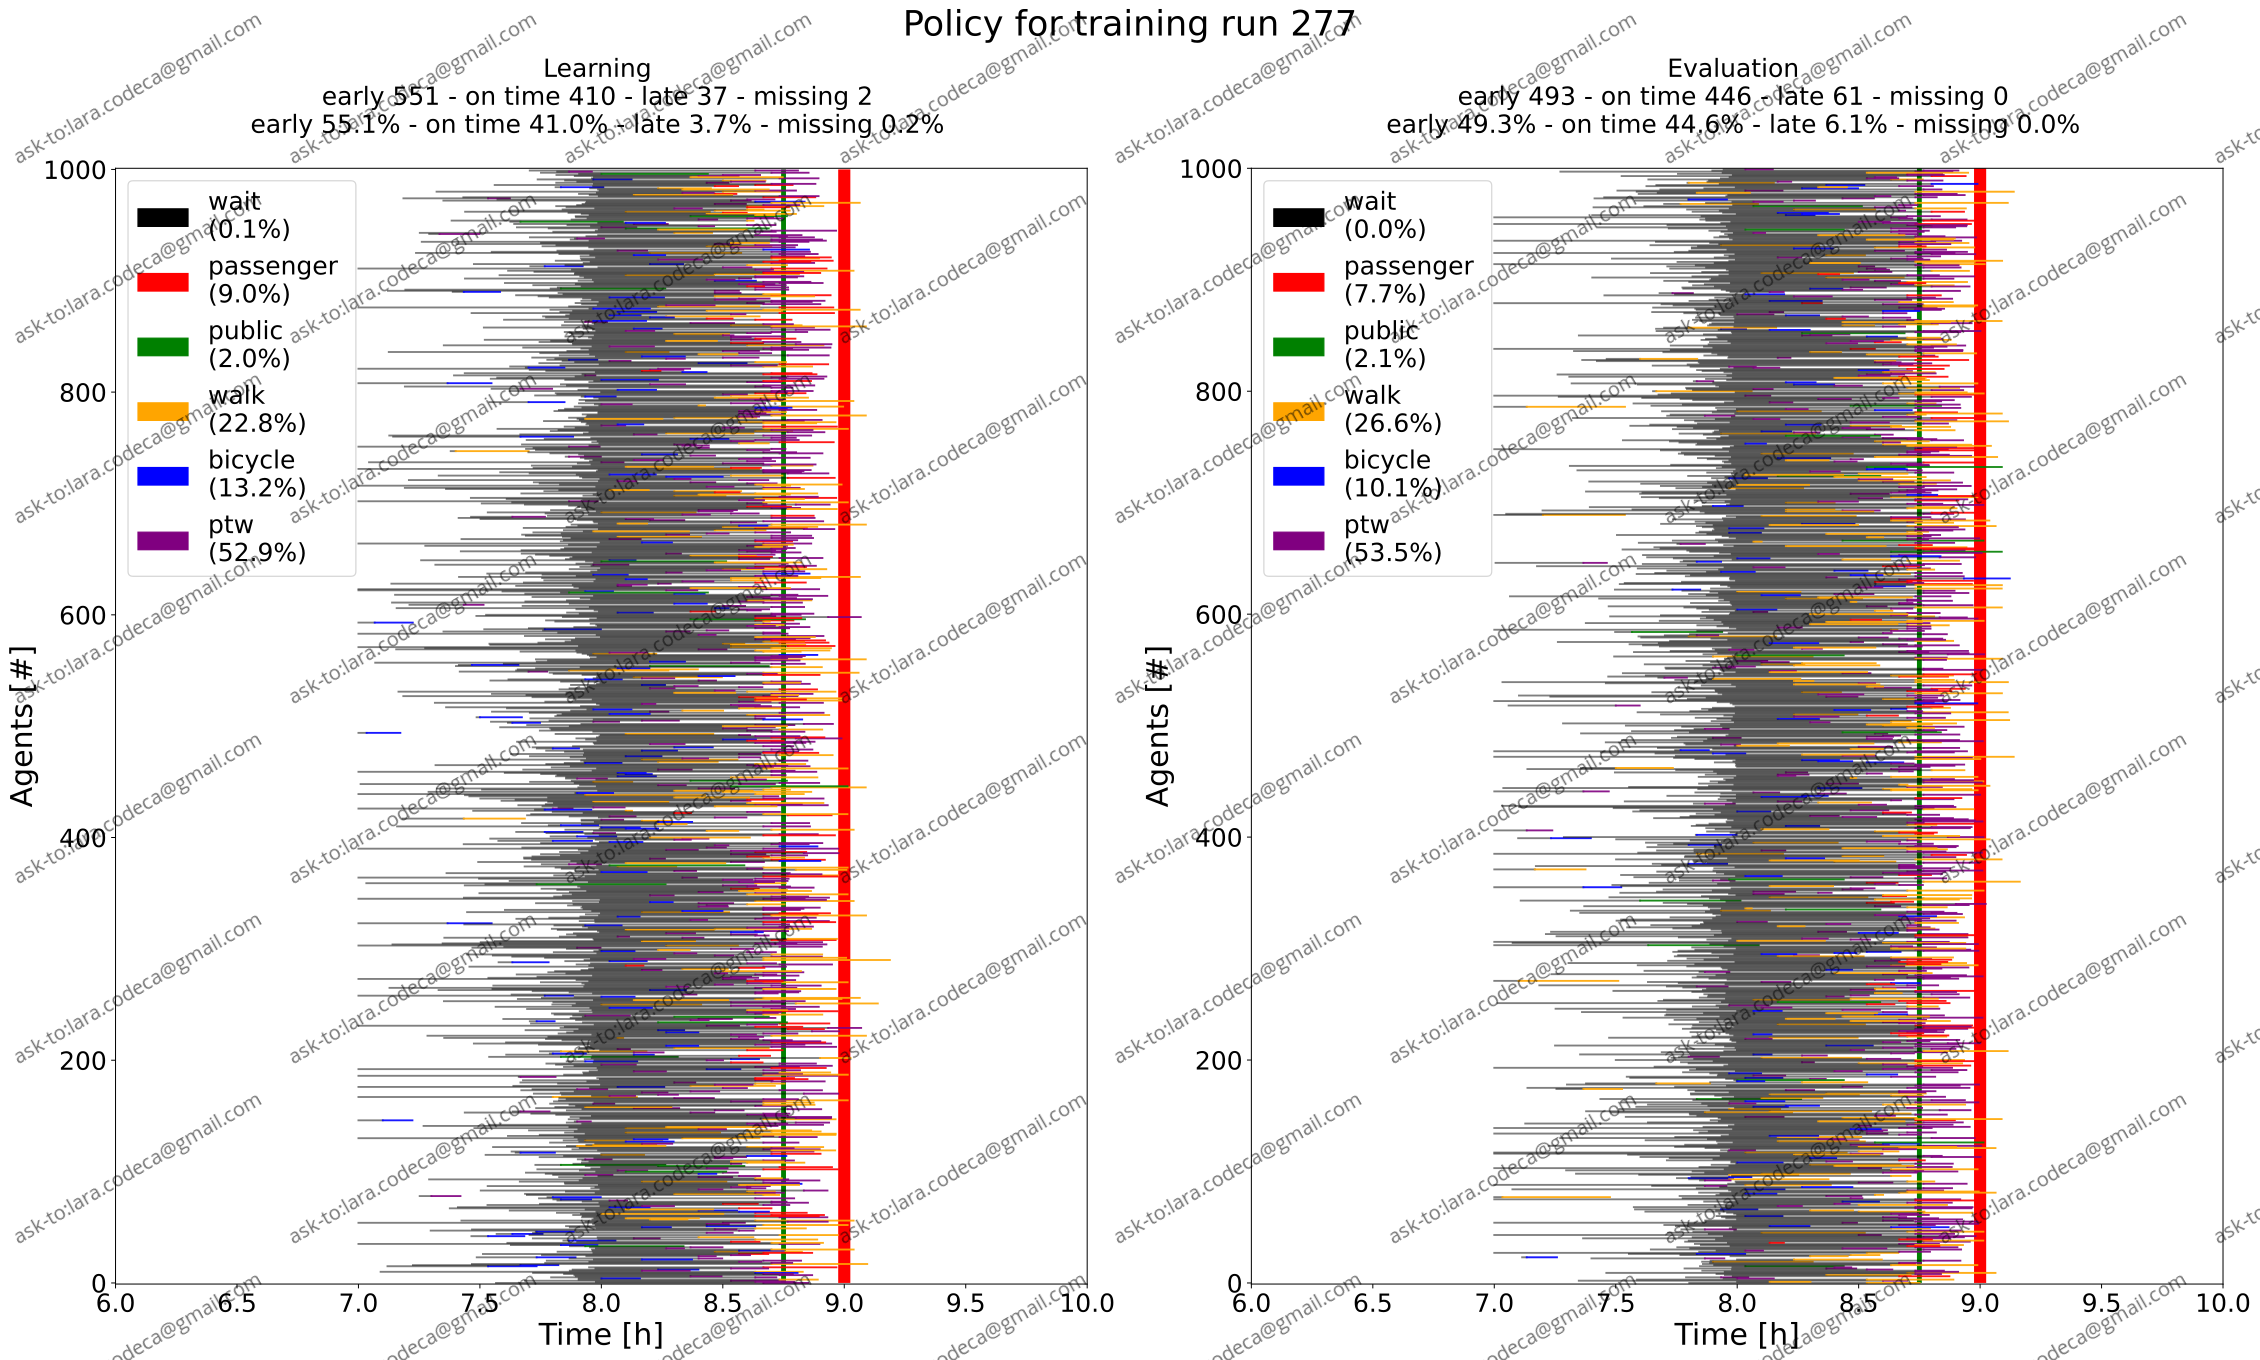 Policy for training run 277
Learning
early 551 - on time 410 - late 37 - missing 2
early 55.1% - on time 41.0% - late 3.7% - missing 0.2%
Evaluation
early 493 - on time 446 - late 61 - missing 0
early 49.3% - on time 44.6% - late 6.1% - missing 0.0%
1000
800
600
400
200
0
Agents [#]
wait
(0.1%)
passenger
(9.0%)
public
(2.0%)
walk
(22.8%)
bicycle
(13.2%)
ptw
(52.9%)
6.0 6.5 7.0 7.5 8.0 8.5 9.0 9.5 10.0
Time [h]
1000
800
600
400
200
0
Agents [#]
wait
(0.0%)
passenger
(7.7%)
public
(2.1%)
walk
(26.6%)
bicycle
(10.1%)
ptw
(53.5%)
6.0 6.5 7.0 7.5 8.0 8.5 9.0 9.5 10.0
Time [h]
ask-to:lara.codeca@gmail.com